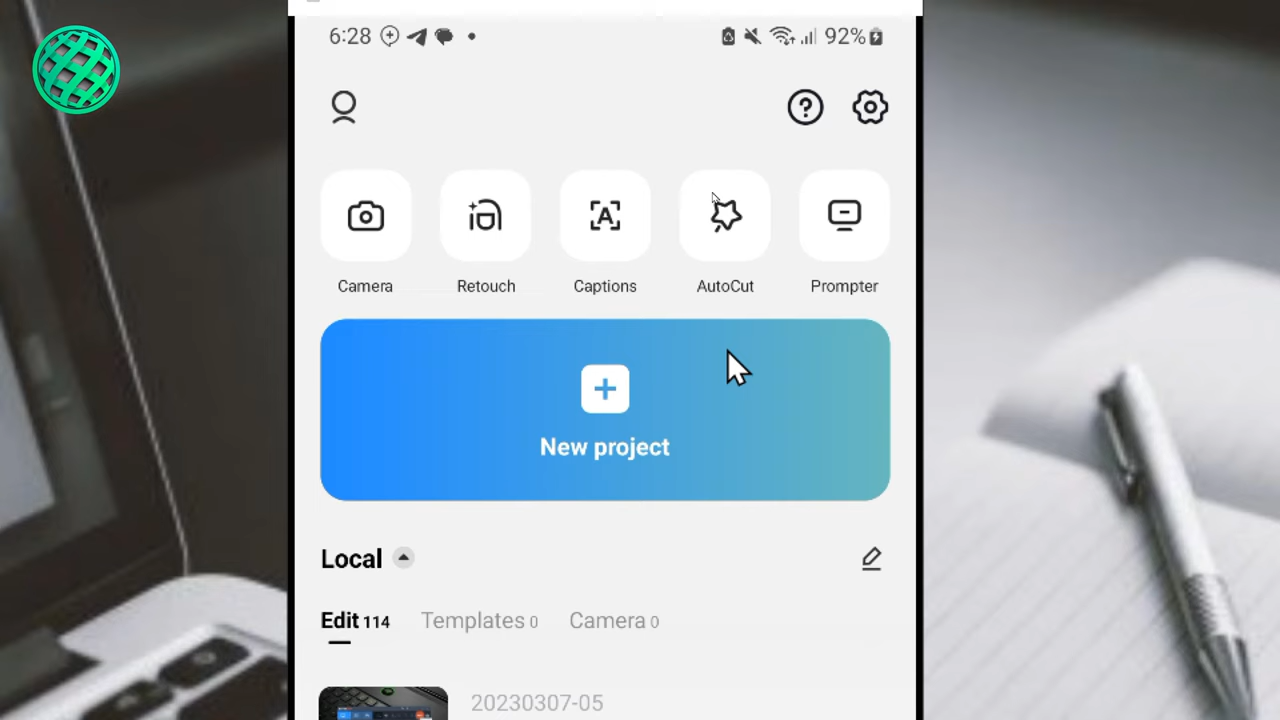 6:28 92%
Camera Retouch Captions AutoCut Prompter
New project
Local
Edit 114 Templates 0 Camera 0
20230307-05